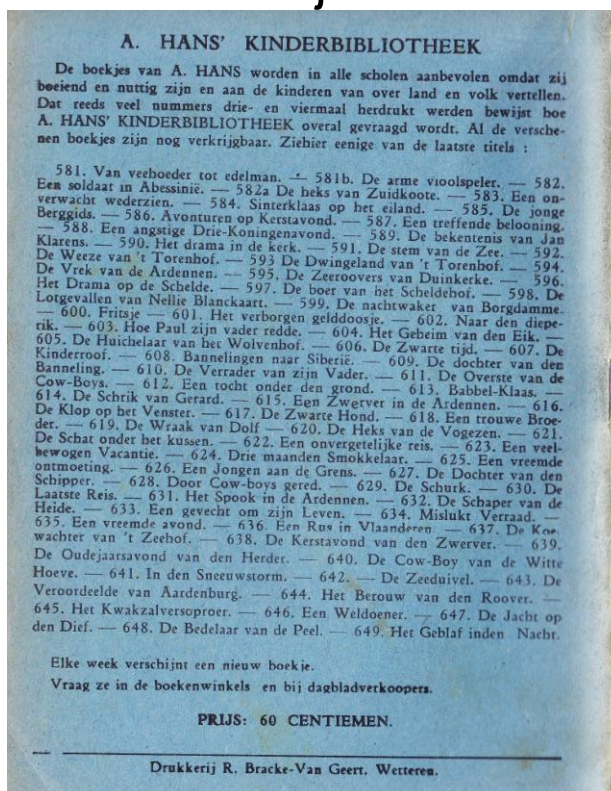 A. HANS' KINDERBIBLIOTHEEK
De boekjes van A. HANS worden in alle scholen aanbevolen omdat zij
boeiend en nuttig zijn en aan de kinderen van over land en volk vertellen.
Dat reeds veel nummers drie- en viermaal herdrukt werden bewijst hoe
A. HANS' KINDERBIBLIOTHEEK overal gevraagd wordt. Al de versche-
nen boekjes zijn nog verkrijgbaar. Ziehier eenige van de laatste titels :
581. Van veehoeder tot edelman. — 581b. De arme vioolspeler. — 582.
Een soldaat in Abessinië. — 582a De heks van Zuidkoote. — 583. Een on-
verwacht wederzien. — 584. Sinterklaas op het eiland. — 585. De jonge
Berggids. — 586. Avonturen op Kerstavond. — 587. Een treffende belooning.
— 588. Een angstige Drie-Koningenavond. — 589. De bekentenis van Jan
Klarens. — 590. Het drama in de kerk. — 591. De stem van de Zee. — 592.
De Weeze van 't Torenhof. — 593 De Dwingeland van 't Torenhof. — 594.
De Vrek van de Ardennen. — 595. De Zeeroovers van Duinkerke. — 596.
Het Drama op de Schelde. — 597. De boer van het Scheldehof. — 598. De
Lotgevallen van Nellie Blanckaart. — 599. De nachtwaker van Borgdamme.
— 600. Fritsje — 601. Het verborgen gelddoosje. — 602. Naar den diepe-
rik. — 603. Hoe Paul zijn vader redde. — 604. Het Geheim van den Eik. —
605. De Huichelaar van het Wolvenhof. — 606. De Zwarte tijd. — 607. De
Kinderroof. — 608. Bannelingen naar Siberië. — 609. De dochter van den
Banneling. — 610. De Verrader van zijn Vader. — 611. De Overste van de
Cow-Boys. — 612. Een tocht onder den grond. — 613. Babbel-Klaas. —
614. De Schrik van Gerard. — 615. Een Zwerver in de Ardennen. — 616.
De Klop op het Venster. — 617. De Zwarte Hond. — 618. Een trouwe Broe-
der. — 619. De Wraak van Dolf — 620. De Heks van de Vogezen. — 621.
De Schat onder het kussen. — 622. Een onvergetelijke reis. — 623. Een veel-
bewogen Vacantie. — 624. Drie maanden Smokkelaar. — 625. Een vreemde
ontmoeting. — 626. Een Jongen aan de Grens. — 627. De Dochter van den
Schipper. — 628. Door Cow-boys gered. — 629. De Schurk. — 630. De
Laatste Reis. — 631. Het Spook in de Ardennen. — 632. De Schaper van de
Heide. — 633. Een gevecht om zijn Leven. — 634. Mislukt Verraad. —
635. Een vreemde avond. — 636. Een Rus in Vlaanderen. — 637. De Koe-
wachter van 't Zeehof. — 638. De Kerstavond van den Zwerver. — 639.
De Oudejaarsavond van den Herder. — 640. De Cow-Boy van de Witte
Hoeve. — 641. In den Sneeuwstorm. — 642. — De Zeeduivel. — 643. De
Veroordeelde van Aardenburg. — 644. Het Berouw van den Roover. —
645. Het Kwakzalversoproer. — 646. Een Weldoener. — 647. De Jacht op
den Dief. — 648. De Bedelaar van de Peel. — 649. Het Geblaf inden Nacht.
Elke week verschijnt een nieuw boekje.
Vraag ze in de boekenwinkels en bij dagbladverkoopers.
PRIJS: 60 CENTIEMEN.
Drukkerij R. Bracke-Van Geert, Wetteren.